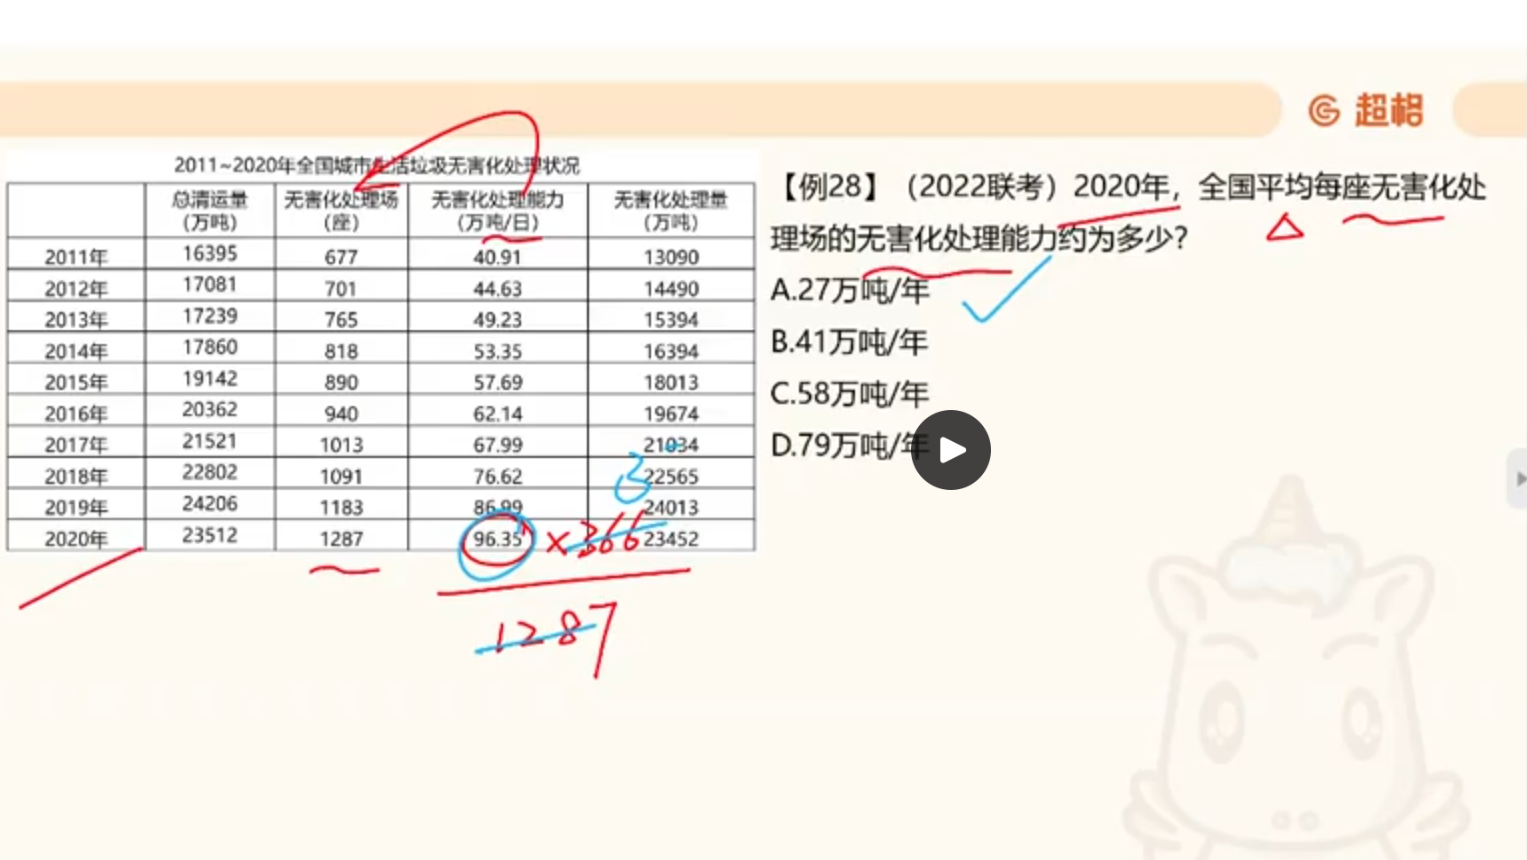 超格
2011~2020年全国城市生活垃圾无害化处理状况
总清运量（万吨） 无害化处理场（座） 无害化处理能力（万吨/日） 无害化处理量（万吨）
2011年 16395 677 40.91 13090
2012年 17081 701 44.63 14490
2013年 17239 765 49.23 15394
2014年 17860 818 53.35 16394
2015年 19142 890 57.69 18013
2016年 20362 940 62.14 19674
2017年 21521 1013 67.99 21034
2018年 22802 1091 76.62 22565
2019年 24206 1183 86.99 24013
2020年 23512 1287 96.35 23452
×366
3
1287
【例28】（2022联考）2020年，全国平均每座无害化处
理场的无害化处理能力约为多少?
A.27万吨/年
B.41万吨/年
C.58万吨/年
D.79万吨/年